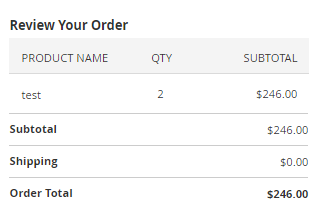 Review Your Order
PRODUCT NAME QTY SUBTOTAL
test 2 $246.00
Subtotal $246.00
Shipping $0.00
Order Total $246.00